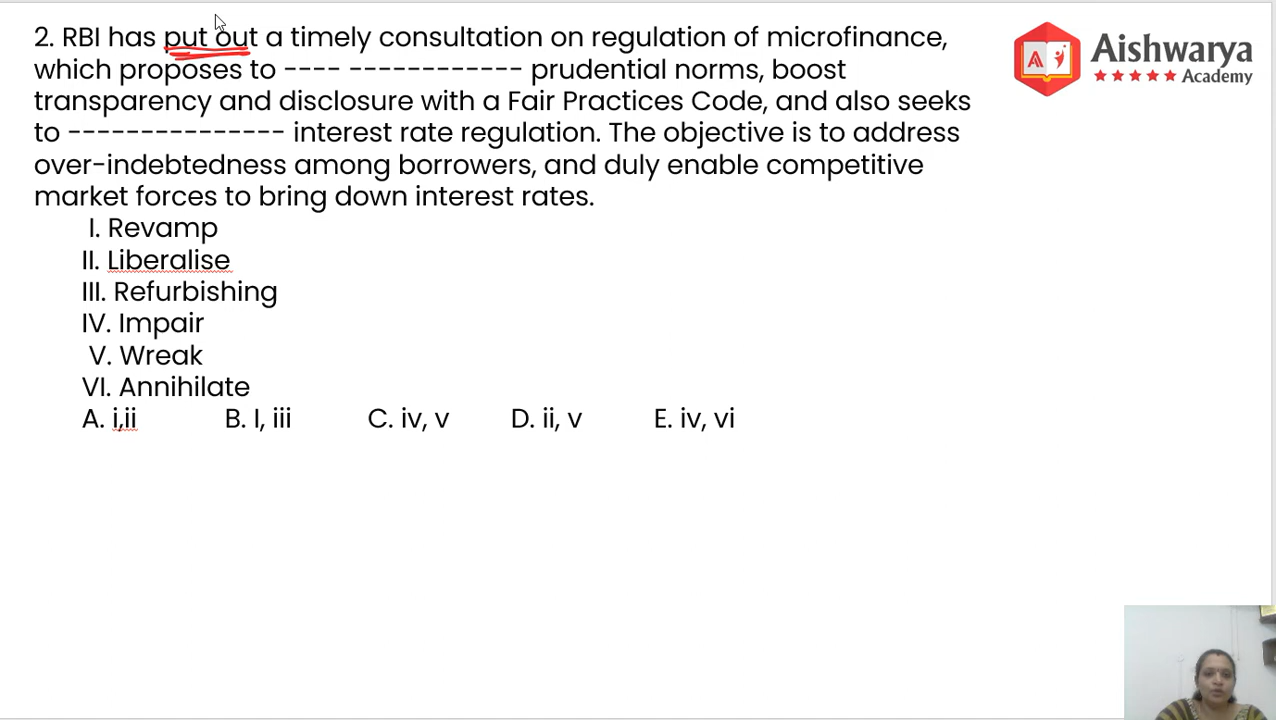 2. RBI has put out a timely consultation on regulation of microfinance,
which proposes to ---- ------------ prudential norms, boost
transparency and disclosure with a Fair Practices Code, and also seeks
to --------------- interest rate regulation. The objective is to address
over-indebtedness among borrowers, and duly enable competitive
market forces to bring down interest rates.
I. Revamp
II. Liberalise
III. Refurbishing
IV. Impair
V. Wreak
VI. Annihilate
A. i,ii B. I, iii C. iv, v D. ii, v E. iv, vi
Aishwarya
Academy